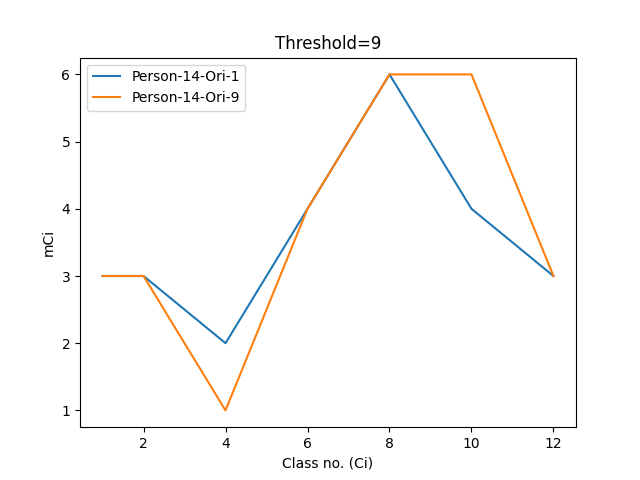 Threshold=9
Person-14-Ori-1
Person-14-Ori-9
6
5
4
3
2
1
mCi
2 4 6 8 10 12
Class no. (Ci)